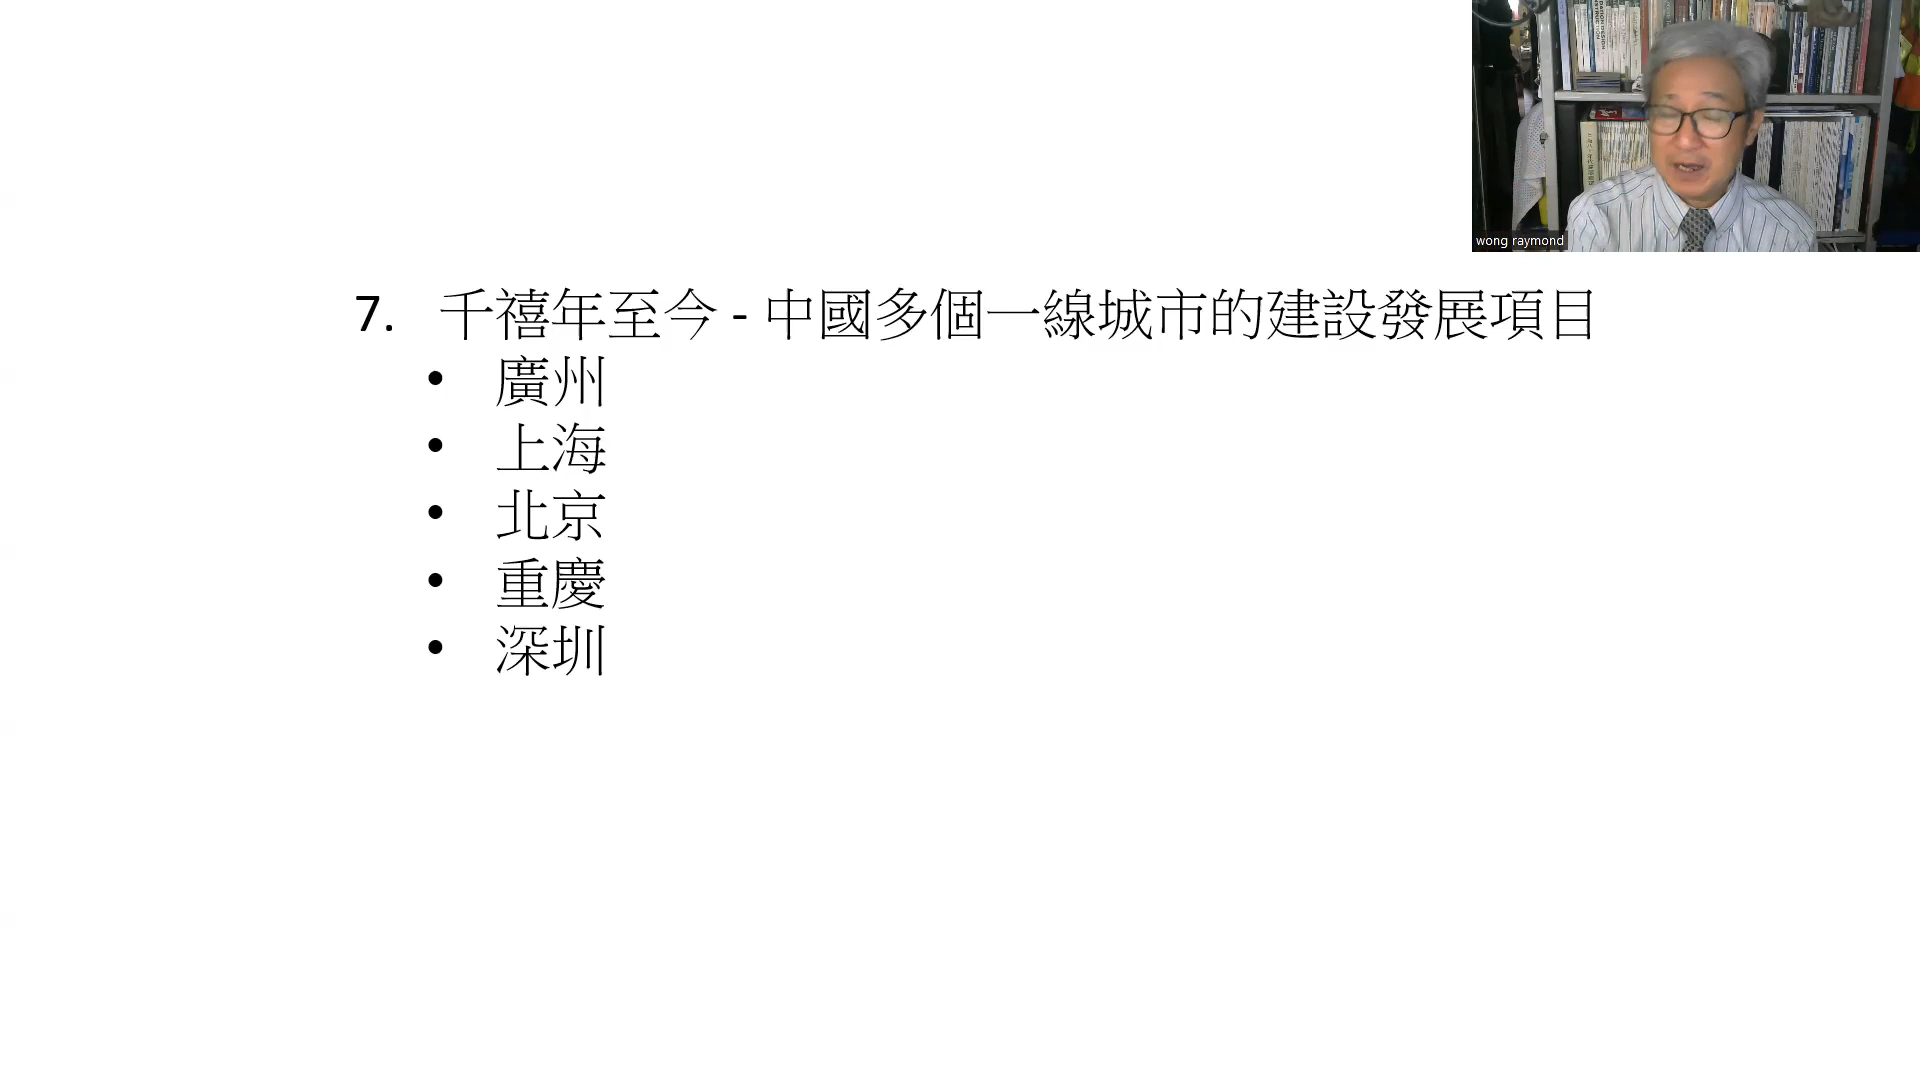 wong raymond
7. 千禧年至今 - 中國多個一線城市的建設發展項目
• 廣州
• 上海
• 北京
• 重慶
• 深圳